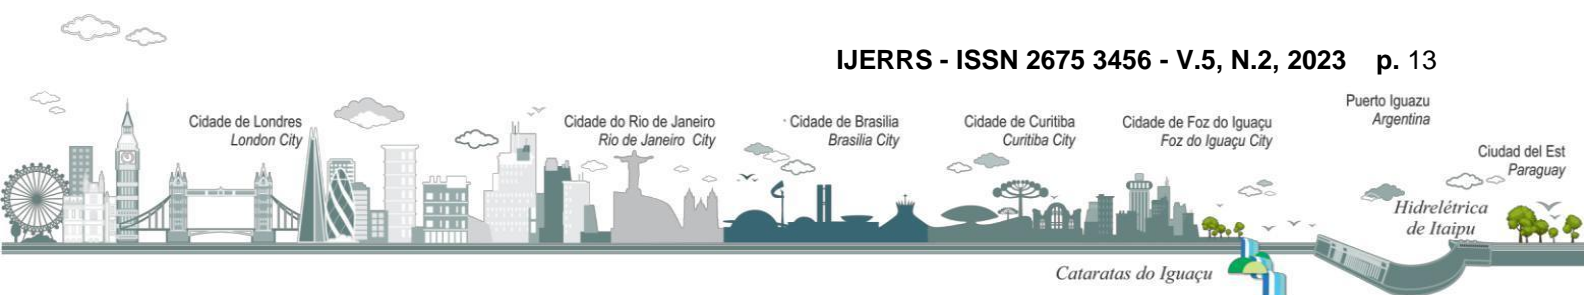 IJERRS - ISSN 2675 3456 - V.5, N.2, 2023 p. 13
Cidade de Londres
London City
Cidade do Rio de Janeiro
Rio de Janeiro City
Cidade de Brasilia
Brasilia City
Cidade de Curitiba
Curitiba City
Cidade de Foz do Iguaçu
Foz do Iguaçu City
Puerto Iguazu
Argentina
Ciudad del Est
Paraguay
Hidrelétrica
de Itaipu
Cataratas do Iguaçu